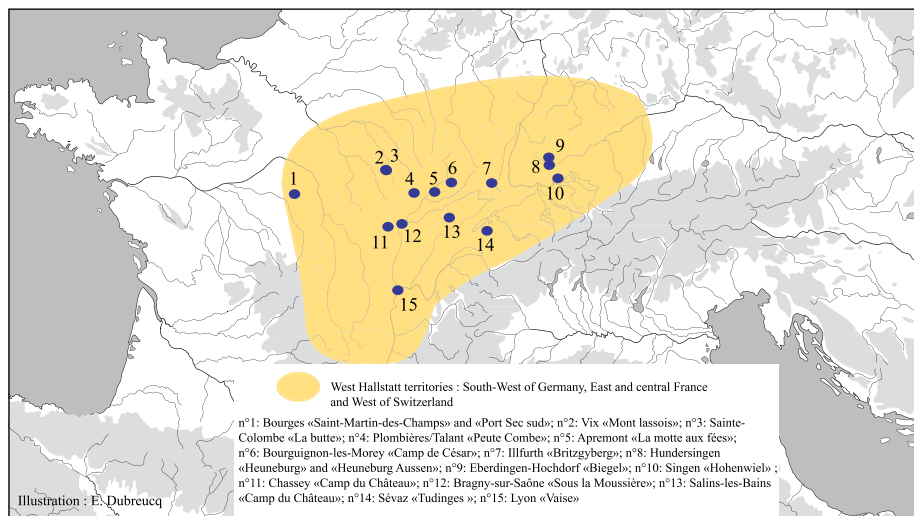 9
2 3
8
6
7
4
5
10
1
11
12
13
14
15
West Hallstatt territories : South-West of Germany, East and central France
and West of Switzerland
n°1: Bourges «Saint-Martin-des-Champs» and «Port Sec sud»; n°2: Vix «Mont lassois»; n°3: Sainte-
Colombe «La butte»; n°4: Plombières/Talant «Peute Combe»; n°5: Apremont «La motte aux fées»;
n°6: Bourguignon-les-Morey «Camp de César»; n°7: Illfurth «Britzgyberg»; n°8: Hundersingen
«Heuneburg» and «Heuneburg Aussen»; n°9: Eberdingen-Hochdorf «Biegel»; n°10: Singen «Hohenwiel» ;
n°11: Chassey «Camp du Château»; n°12: Bragny-sur-Saône «Sous la Moussière»; n°13: Salins-les-Bains
«Camp du Château»; n°14: Sévaz «Tudinges »; n°15: Lyon «Vaise»
Illustration : E. Dubreucq